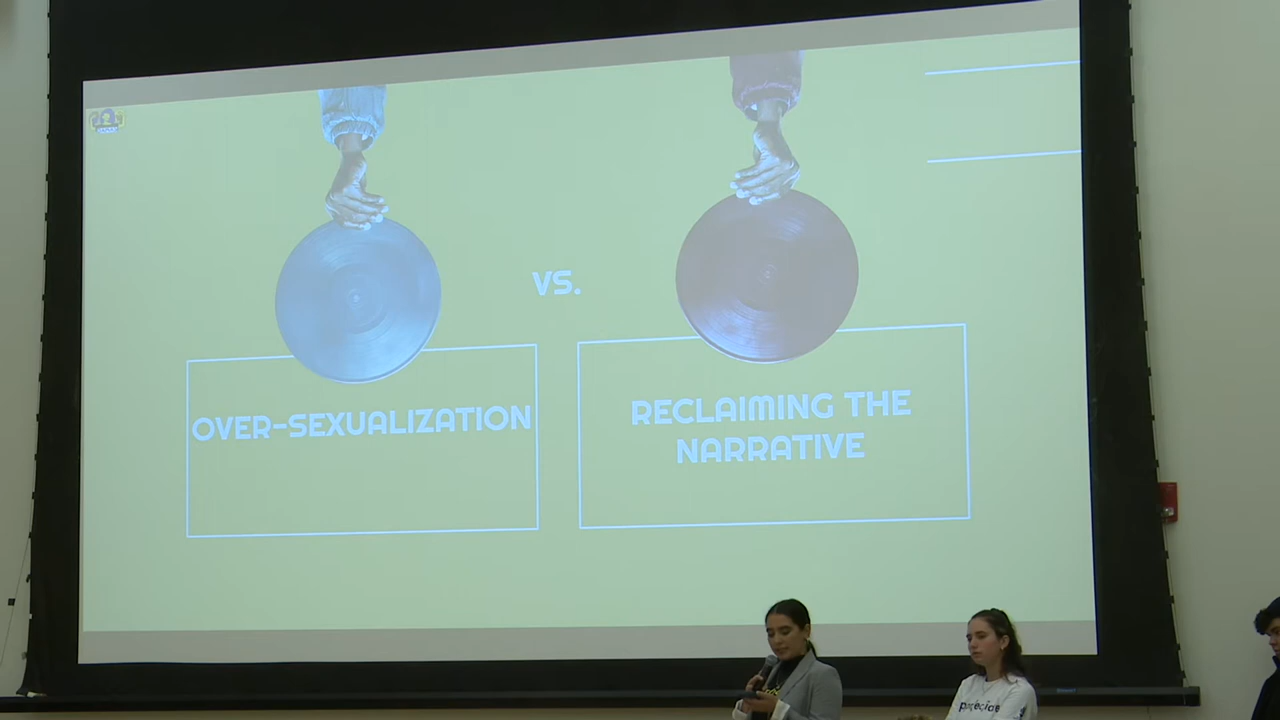 VS.
OVER-SEXUALIZATION
RECLAIMING THE
NARRATIVE